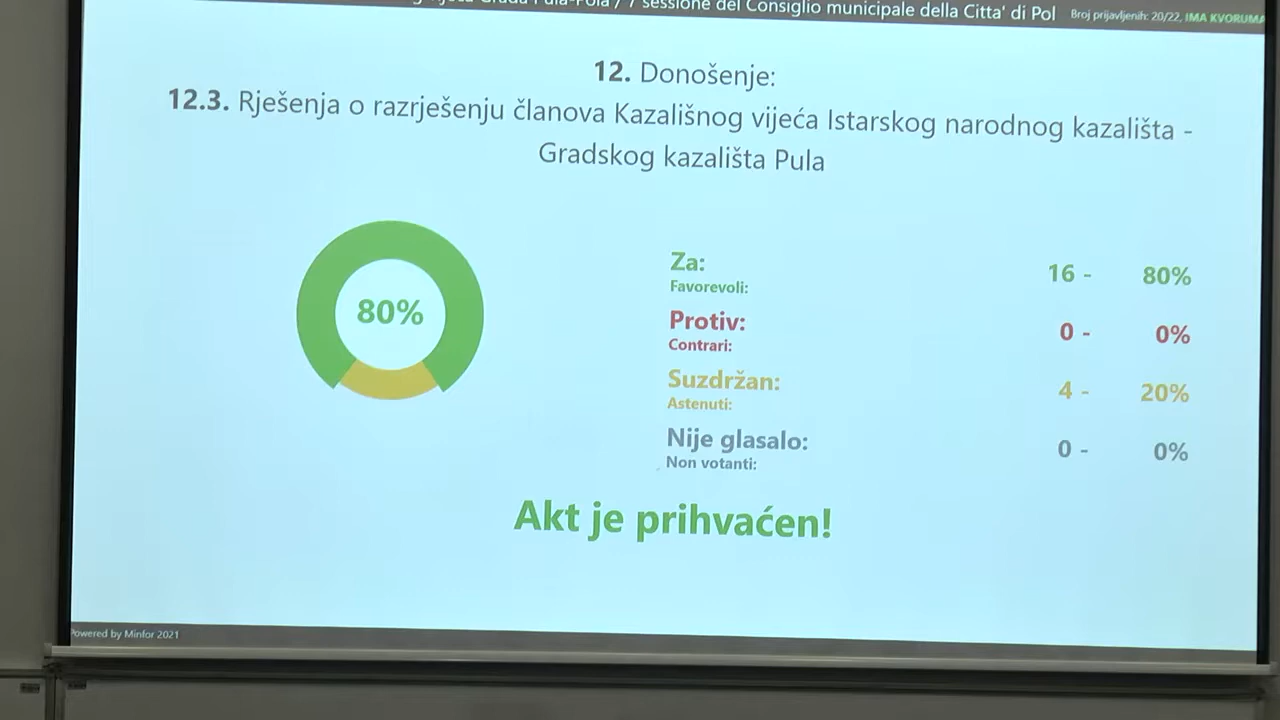 / 7 sessione del Consiglio municipale della Citta' di Pol
Broj prijavljenih: 20/22, IMA KVORUMA
12. Donošenje:
12.3. Rješenja o razrješenju članova Kazališnog vijeća Istarskog narodnog kazališta -
Gradskog kazališta Pula
80%
Za: 16 - 80%
Favorevoli:
Protiv: 0 - 0%
Contrari:
Suzdržan: 4 - 20%
Astenuti:
Nije glasalo: 0 - 0%
Non votanti:
Akt je prihvaćen!
Powered by Minfor 2021